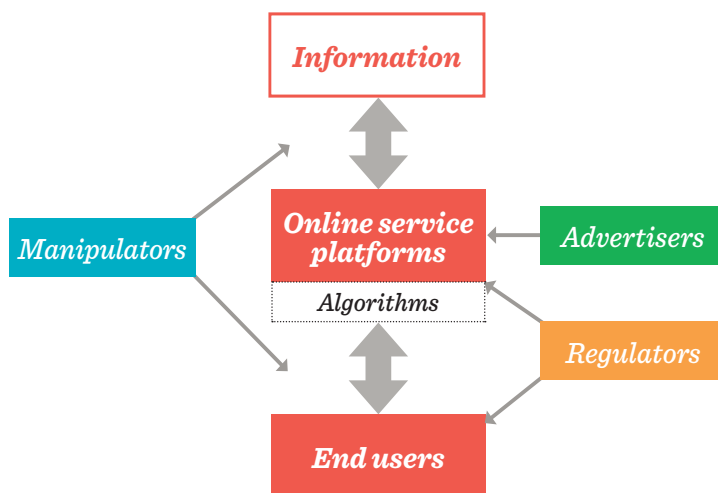 Information
Online service
platforms
Manipulators
Advertisers
Algorithms
Regulators
End users